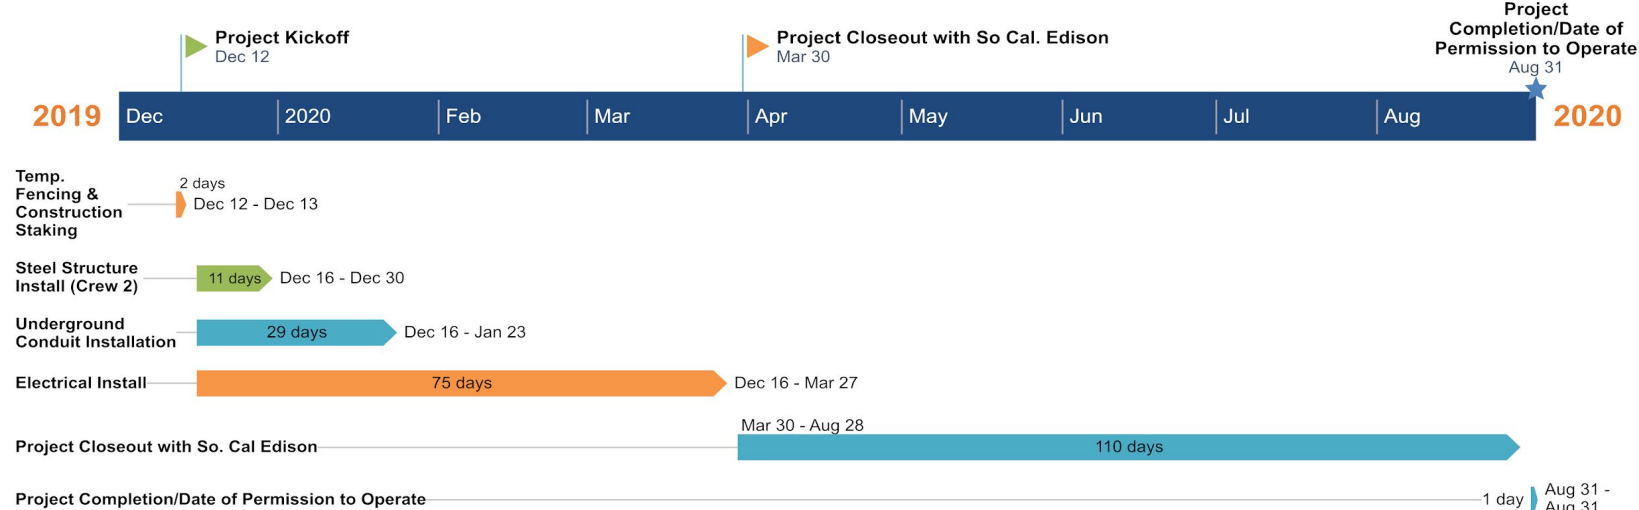 Project Kickoff
Dec 12
Project Closeout with So Cal. Edison
Mar 30
Project
Completion/Date of
Permission to Operate
Aug 31
2019
Dec
2020
Feb
Mar
Apr
May
Jun
Jul
Aug
2020
Temp.
Fencing &
Construction
Staking
2 days
Dec 12 - Dec 13
Steel Structure
Install (Crew 2)
11 days
Dec 16 - Dec 30
Underground
Conduit Installation
29 days
Dec 16 - Jan 23
Electrical Install
75 days
Dec 16 - Mar 27
Project Closeout with So. Cal Edison
Mar 30 - Aug 28
110 days
Project Completion/Date of Permission to Operate
1 day
Aug 31 -
Aug 31